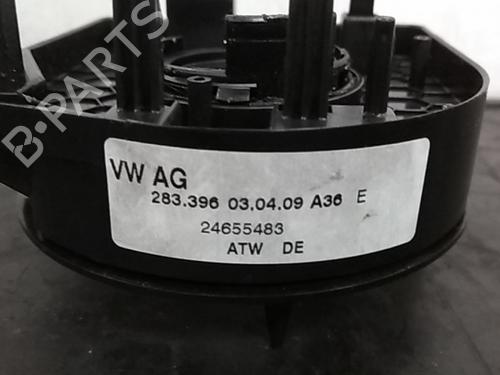 B-PARTS
VW AG
283.396 03.04.09 A36 E
24655483
ATW DE